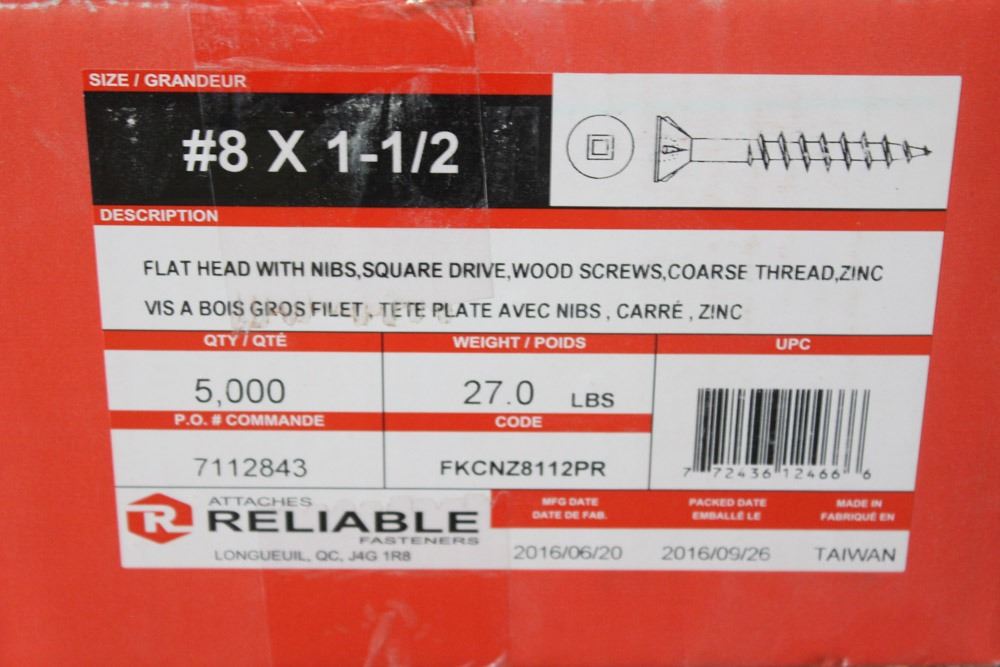 SIZE / GRANDEUR
#8 X 1-1/2
DESCRIPTION
FLAT HEAD WITH NIBS,SQUARE DRIVE,WOOD SCREWS,COARSE THREAD,ZINC
VIS A BOIS GROS FILET , TETE PLATE AVEC NIBS , CARRÉ , ZINC
QTY / QTÉ WEIGHT / POIDS UPC
5,000 27.0 LBS
P.O. # COMMANDE CODE
7112843 FKCNZ8112PR
7 72436 12466 6
R ATTACHES
RELIABLE
FASTENERS
LONGUEUIL, QC, J4G 1R8
MFG DATE PACKED DATE MADE IN
DATE DE FAB. EMBALLÉ LE FABRIQUÉ EN
2016/06/20 2016/09/26 TAIWAN